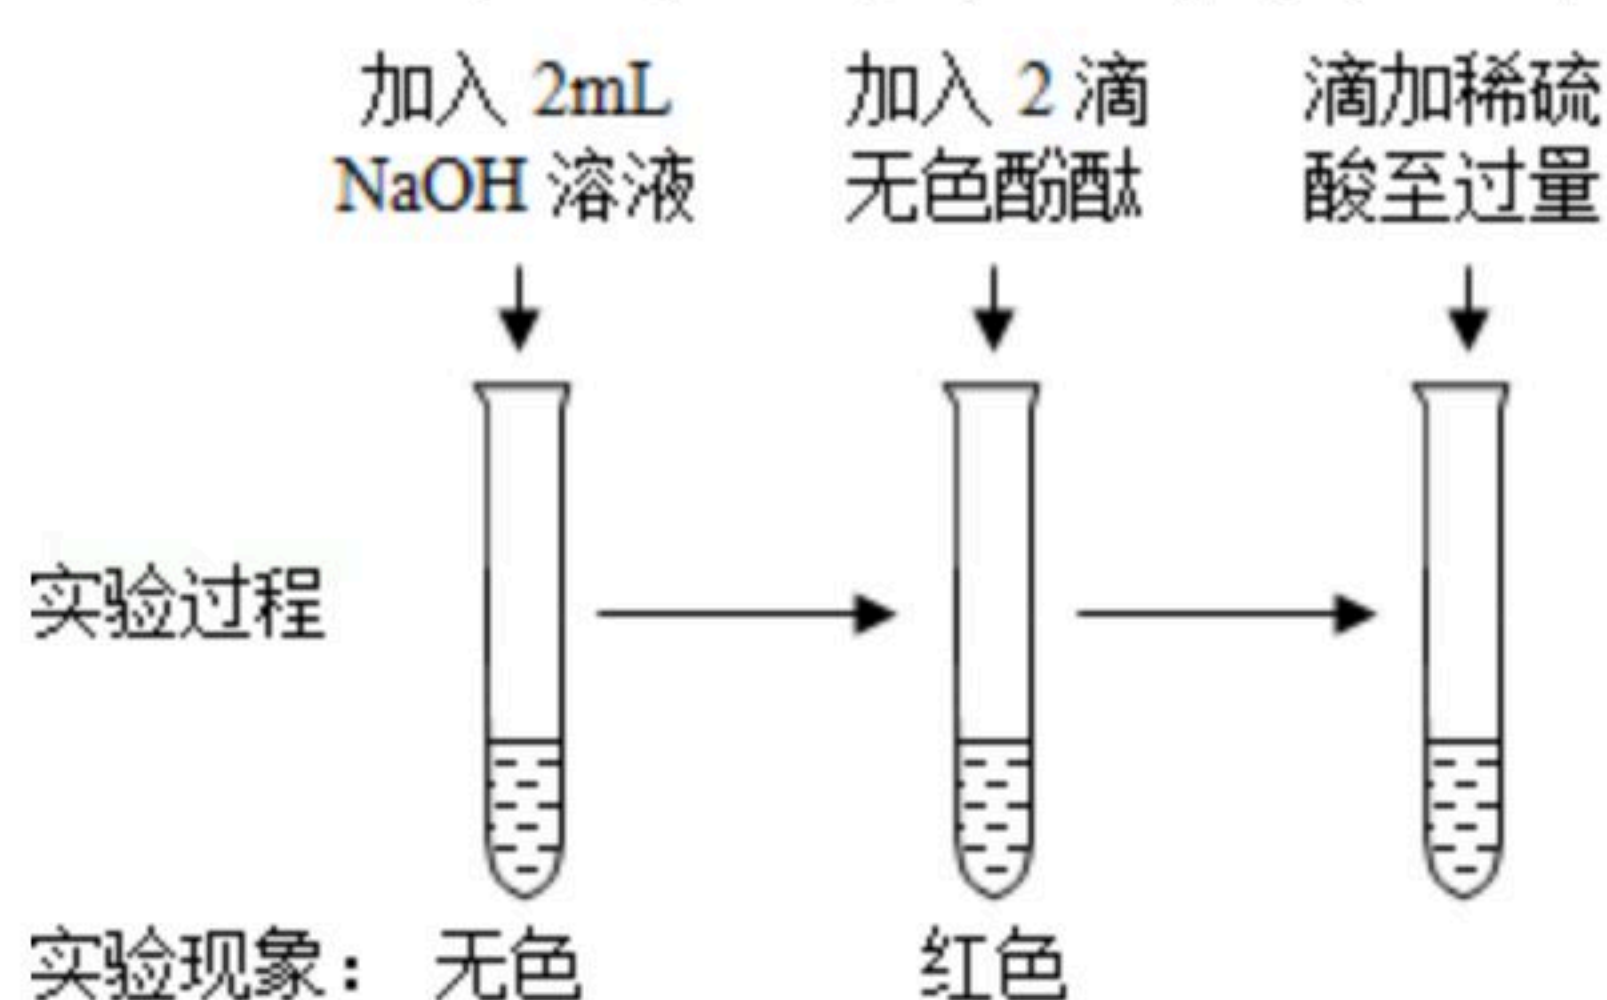 加入 2mL
NaOH 溶液
加入 2 滴
无色酚酞
滴加稀硫
酸至过量
实验过程
实验现象： 无色 红色